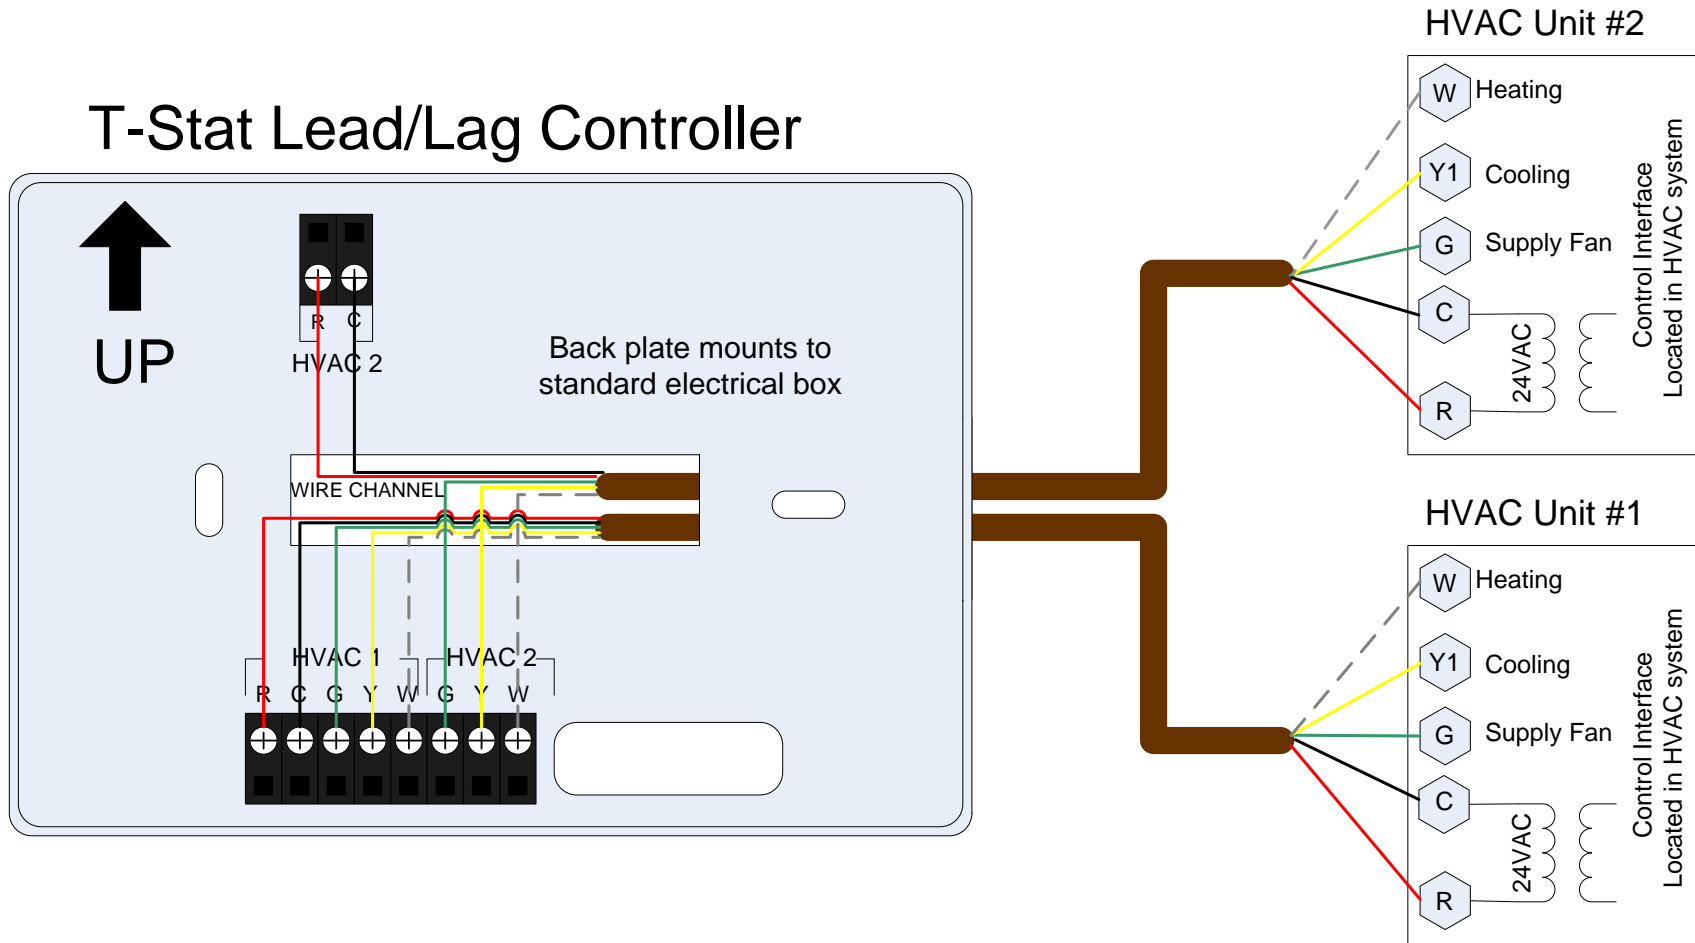 T-Stat Lead/Lag Controller
UP
R C
HVAC 2
Back plate mounts to
standard electrical box
WIRE CHANNEL
HVAC 1 HVAC 2
R C G Y W G Y W
HVAC Unit #2
W Heating
Y1 Cooling
G Supply Fan
C
R
24VAC
Control Interface
Located in HVAC system
HVAC Unit #1
W Heating
Y1 Cooling
G Supply Fan
C
R
24VAC
Control Interface
Located in HVAC system